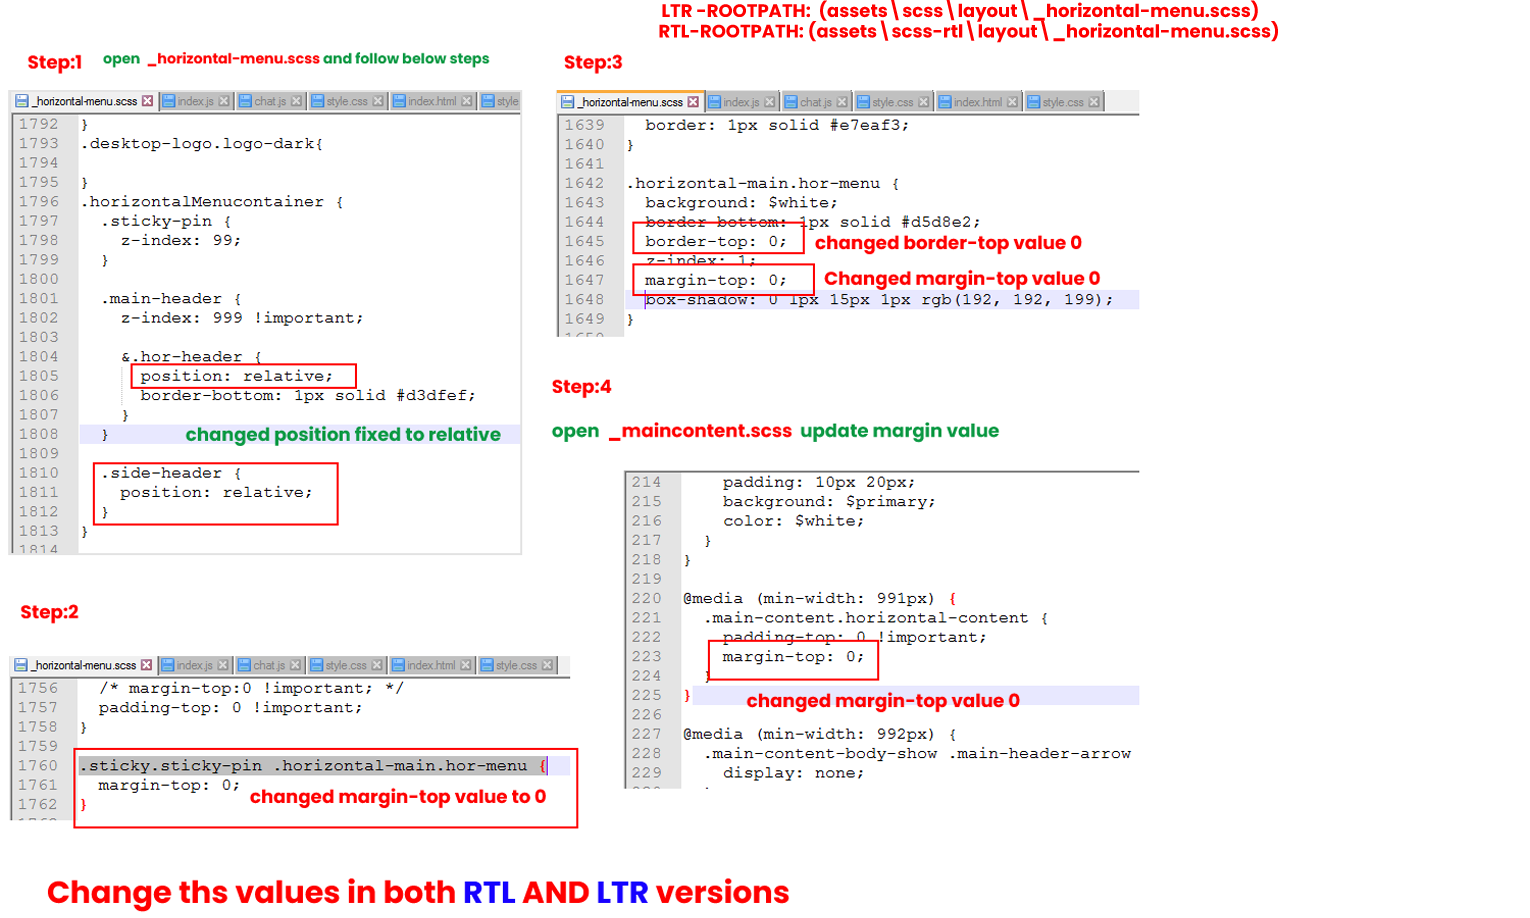 LTR -ROOTPATH: (assets\scss\layout\_horizontal-menu.scss)
RTL-ROOTPATH: (assets\scss-rtl\layout\_horizontal-menu.scss)
Step:1 open _horizontal-menu.scss and follow below steps
_horizontal-menu.scss index.js chat.js style.css index.html style
1792 }
1793 .desktop-logo.logo-dark{
1794
1795 }
1796 .horizontalMenucontainer {
1797 .sticky-pin {
1798 z-index: 99;
1799 }
1800
1801 .main-header {
1802 z-index: 999 !important;
1803
1804 &.hor-header {
1805 position: relative;
1806 border-bottom: 1px solid #d3dfef;
1807 }
1808 } changed position fixed to relative
1809
1810 .side-header {
1811 position: relative;
1812 }
1813 }
1814
Step:2
_horizontal-menu.scss index.js chat.js style.css index.html style.css
1756 /* margin-top:0 !important; */
1757 padding-top: 0 !important;
1758 }
1759
1760 .sticky.sticky-pin .horizontal-main.hor-menu {
1761 margin-top: 0;
changed margin-top value to 0
1762 }
Step:3
_horizontal-menu.scss index.js chat.js style.css index.html style.css
1639 border: 1px solid #e7eaf3;
1640 }
1641
1642 .horizontal-main.hor-menu {
1643 background: $white;
1644 border-bottom: 1px solid #d5d8e2;
1645 border-top: 0; changed border-top value 0
1646 z-index: 1;
1647 margin-top: 0; Changed margin-top value 0
1648 box-shadow: 0 1px 15px 1px rgb(192, 192, 199);
1649 }
Step:4
open _maincontent.scss update margin value
214 padding: 10px 20px;
215 background: $primary;
216 color: $white;
217 }
218 }
219
220 @media (min-width: 991px) {
221 .main-content.horizontal-content {
222 padding-top: 0 !important;
223 margin-top: 0;
224 }
225 } changed margin-top value 0
226
227 @media (min-width: 992px) {
228 .main-content-body-show .main-header-arrow
229 display: none;
Change ths values in both RTL AND LTR versions